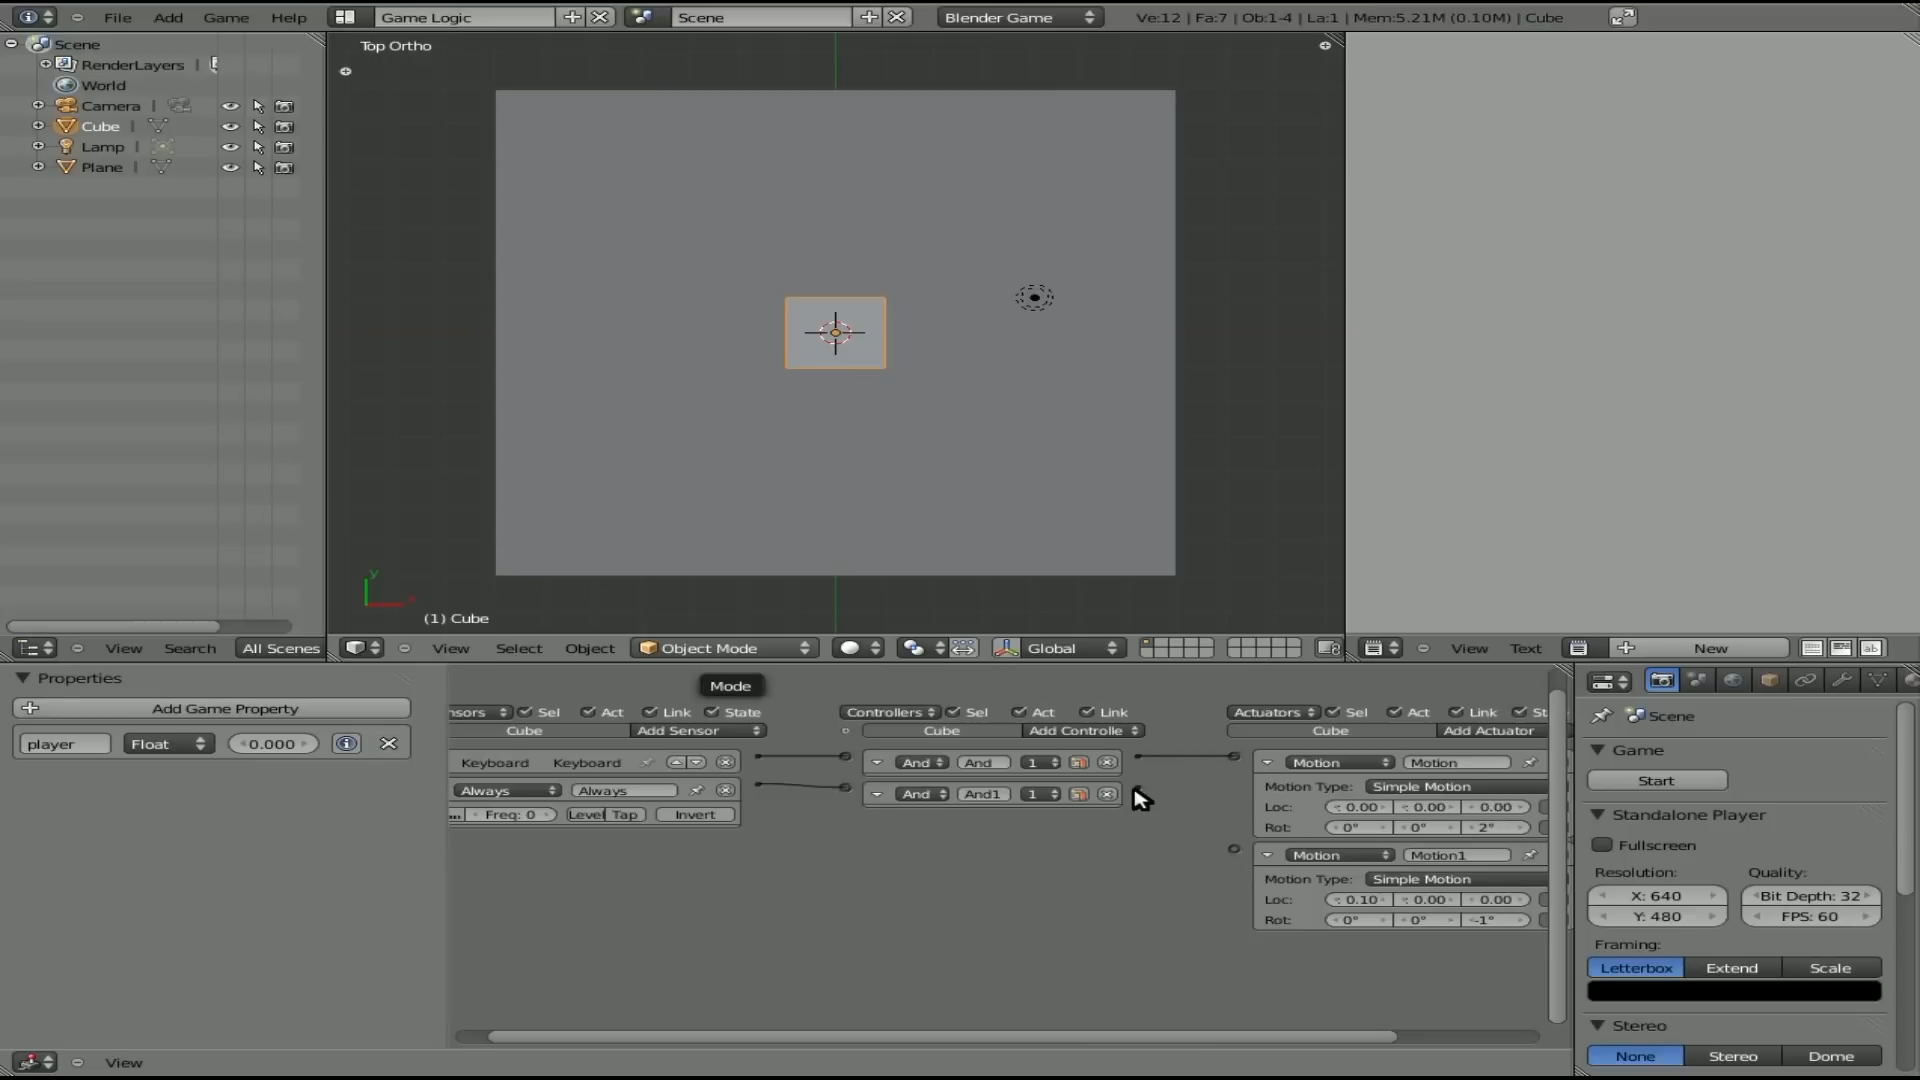 File Add Game Help Game Logic Scene Blender Game Ve:12 | Fa:7 | Ob:1-4 | La:1 | Mem:5.21M (0.10M) | Cube
Scene
RenderLayers
World
Camera
Cube
Lamp
Plane
Top Ortho
(1) Cube
View Search All Scenes
View Select Object Object Mode Global
View Text New
Mode
Properties
Add Game Property
player Float 0.000
nsors Sel Act Link State
Cube Add Sensor
Keyboard Keyboard
Always Always
... Freq: 0 Level Tap Invert
Controllers Sel Act Link
Cube Add Controlle
And And 1
And And1 1
Actuators Sel Act Link St
Cube Add Actuator
Motion Motion
Motion Type: Simple Motion
Loc: 0.00 0.00 0.00
Rot: 0° 0° 2°
Motion Motion1
Motion Type: Simple Motion
Loc: 0.10 0.00 0.00
Rot: 0° 0° -1°
View
Scene
Game
Start
Standalone Player
Fullscreen
Resolution: Quality:
X: 640 Bit Depth: 32
Y: 480 FPS: 60
Framing:
Letterbox Extend Scale
Stereo
None Stereo Dome